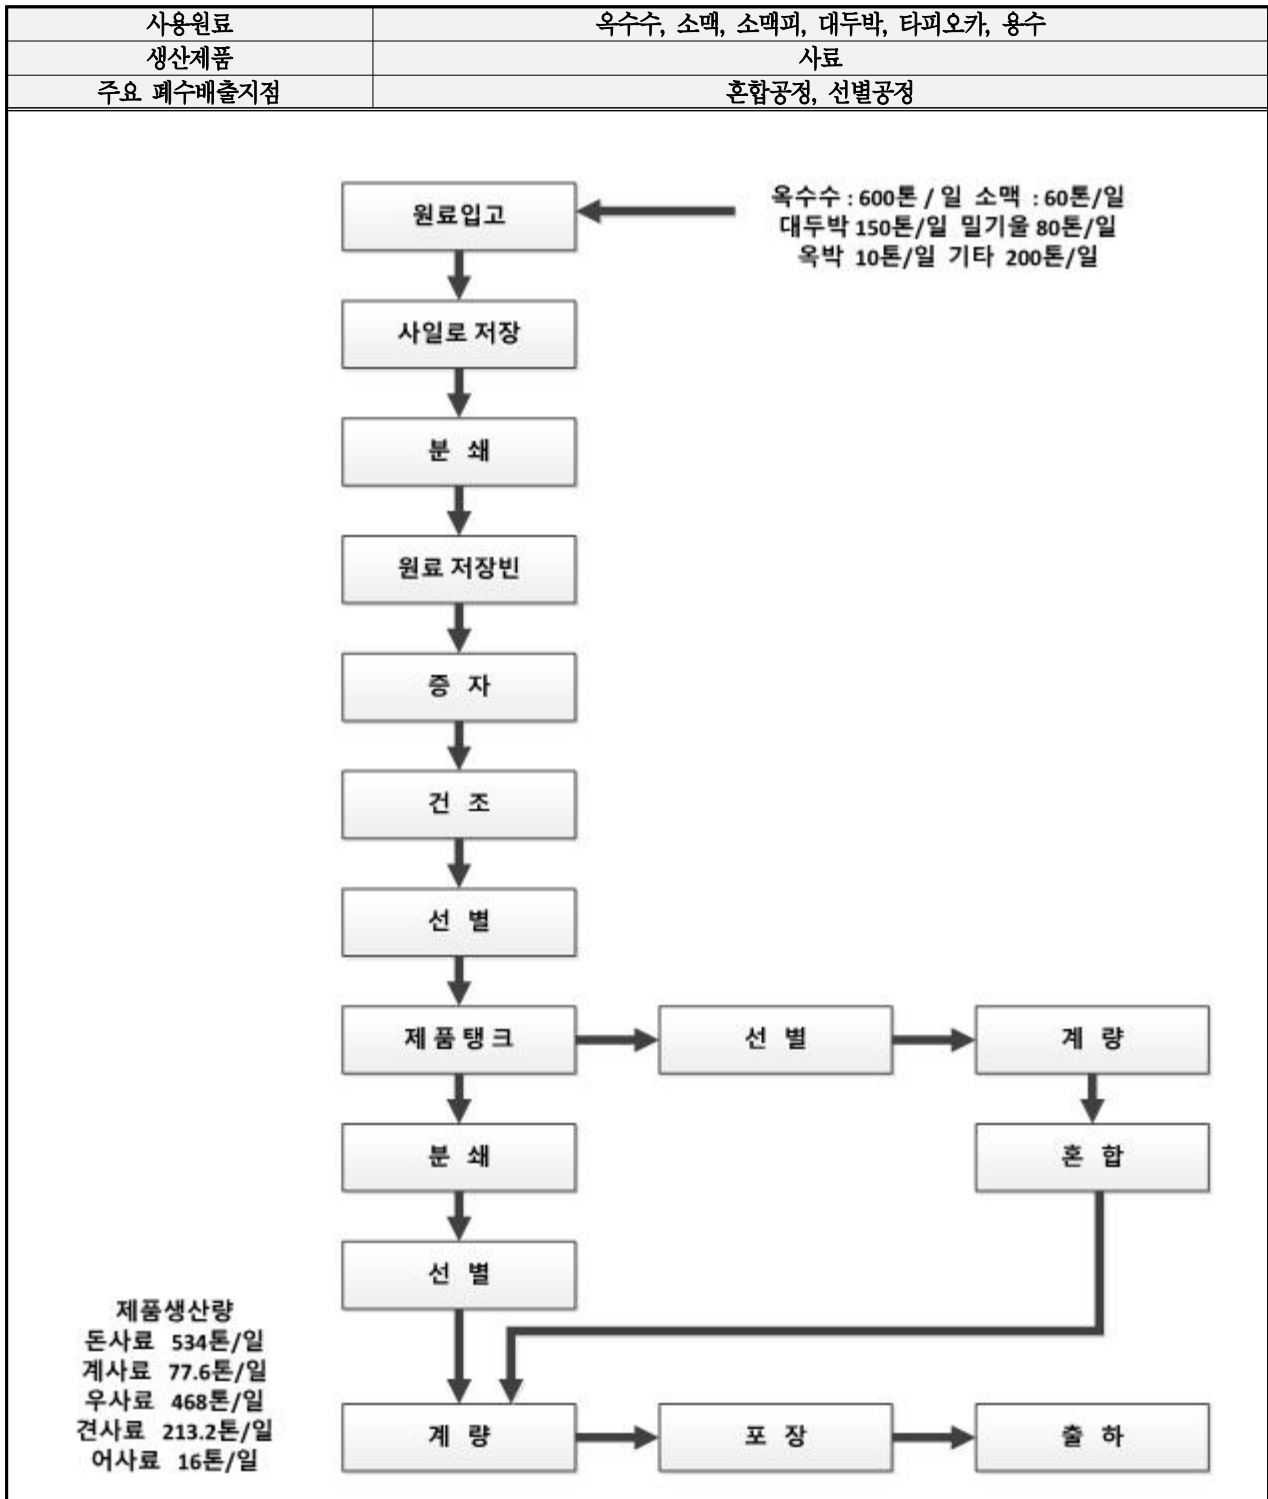 사용원료 옥수수, 소맥, 소맥피, 대두박, 타피오카, 용수
생산제품 사료
주요 폐수배출지점 혼합공정, 선별공정
원료입고
옥수수 : 600톤 / 일 소맥 : 60톤/일
대두박 150톤/일 밀기울 80톤/일
옥박 10톤/일 기타 200톤/일
사일로 저장
분 쇄
원료 저장빈
증 자
건 조
선 별
제 품 탱 크 선 별 계 량
분 쇄 혼 합
선 별
제품생산량
돈사료 534톤/일
계사료 77.6톤/일
우사료 468톤/일
견사료 213.2톤/일
어사료 16톤/일
계 량 포 장 출 하